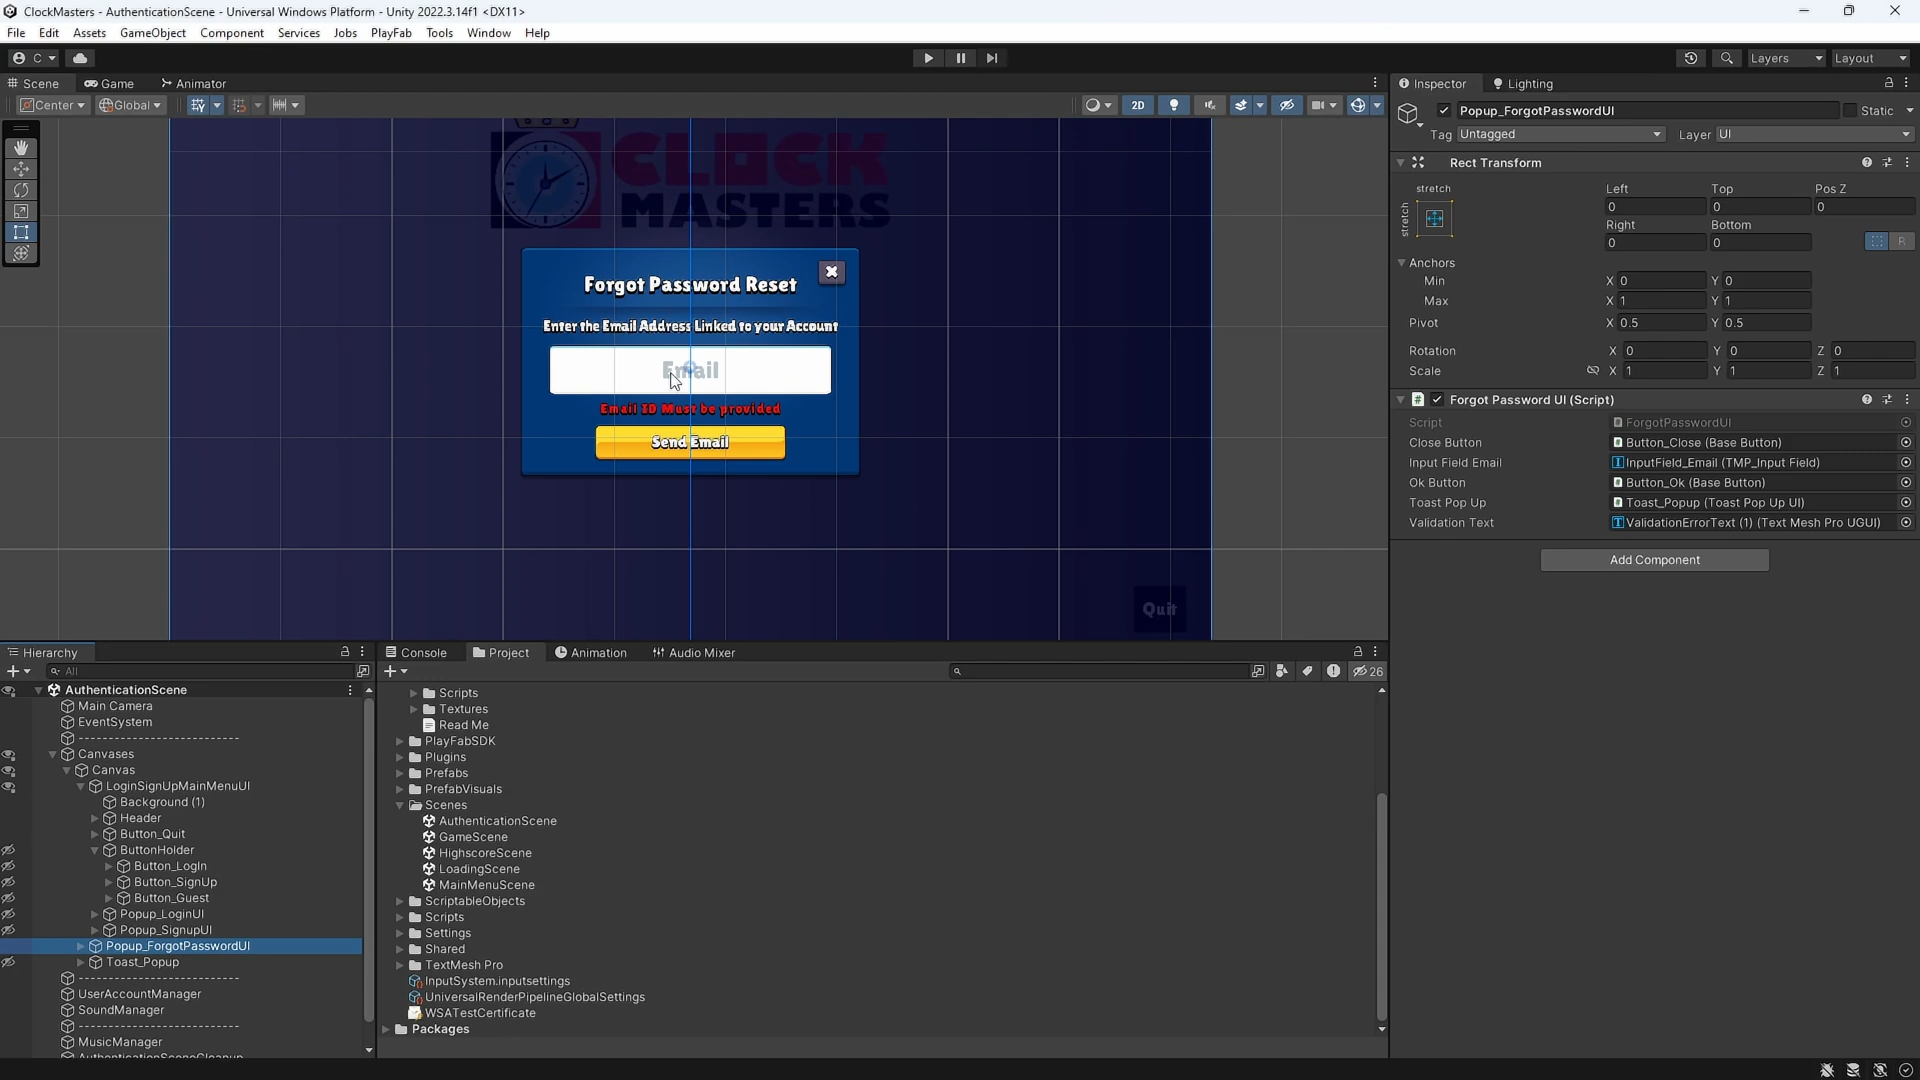 ClockMasters - AuthenticationScene - Universal Windows Platform - Unity 2022.3.14f1 <DX11>
File Edit Assets GameObject Component Services Jobs PlayFab Tools Window Help
C Layers Layout
Scene Game Animator
Center Global 2D
CLOCK
MASTERS
Forgot Password Reset
Enter the Email Address Linked to your Account
Email
Email ID Must be provided
Send Email
Quit
Inspector Lighting
Popup_ForgotPasswordUI Static
Tag Untagged Layer UI
Rect Transform
stretch Left Top Pos Z
stretch 0 0 0
Right Bottom
0 0 R
Anchors
Min X 0 Y 0
Max X 1 Y 1
Pivot X 0.5 Y 0.5
Rotation X 0 Y 0 Z 0
Scale X 1 Y 1 Z 1
Forgot Password UI (Script)
Script ForgotPasswordUI
Close Button Button_Close (Base Button)
Input Field Email InputField_Email (TMP_Input Field)
Ok Button Button_Ok (Base Button)
Toast Pop Up Toast_Popup (Toast Pop Up UI)
Validation Text ValidationErrorText (1) (Text Mesh Pro UGUI)
Add Component
Hierarchy
All
AuthenticationScene
Main Camera
EventSystem
-----------------------------
Canvases
Canvas
LoginSignUpMainMenuUI
Background (1)
Header
Button_Quit
ButtonHolder
Button_LogIn
Button_SignUp
Button_Guest
Popup_LoginUI
Popup_SignupUI
Popup_ForgotPasswordUI
Toast_Popup
-----------------------------
UserAccountManager
SoundManager
-----------------------------
MusicManager
AuthenticationSceneCleanup
Console Project Animation Audio Mixer
26
Scripts
Textures
Read Me
PlayFabSDK
Plugins
Prefabs
PrefabVisuals
Scenes
AuthenticationScene
GameScene
HighscoreScene
LoadingScene
MainMenuScene
ScriptableObjects
Scripts
Settings
Shared
TextMesh Pro
InputSystem.inputsettings
UniversalRenderPipelineGlobalSettings
WSATestCertificate
Packages